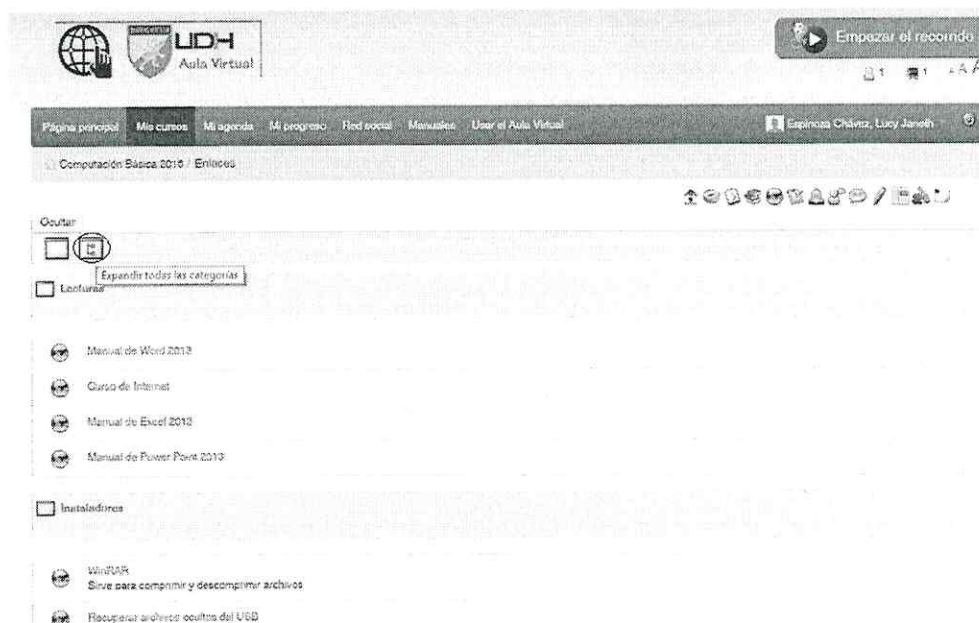 UDH
Aula Virtual
Empezar el recorrido
1 1 A A
Página principal Mis cursos Mi agenda Mi progreso Red social Manuales Usar el Aula Virtual Espinoza Chávez, Lucy Janeth
Computación Básica 2016 / Enlaces
Ocultar
Expandir todas las categorías
Lecturas
Manual de Word 2013
Curso de Internet
Manual de Excel 2013
Manual de Power Point 2013
Instaladores
WinRAR
Sirve para comprimir y descomprimir archivos
Recuperar archivos ocultos del USB